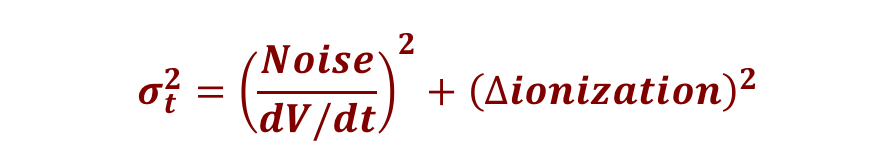 σ_t^2 = (Noise / dV/dt)^2 + (Δionization)^2